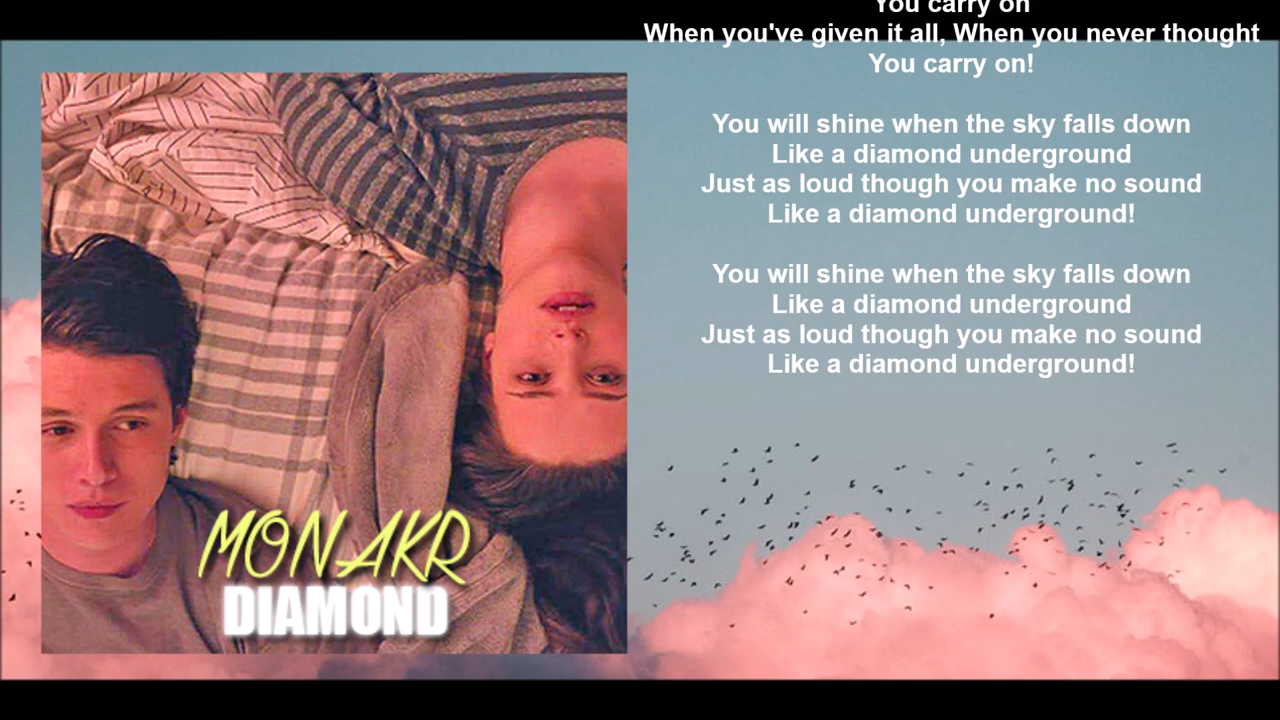 MONAKR
DIAMOND
You carry on
When you've given it all, When you never thought
You carry on!
You will shine when the sky falls down
Like a diamond underground
Just as loud though you make no sound
Like a diamond underground!
You will shine when the sky falls down
Like a diamond underground
Just as loud though you make no sound
Like a diamond underground!